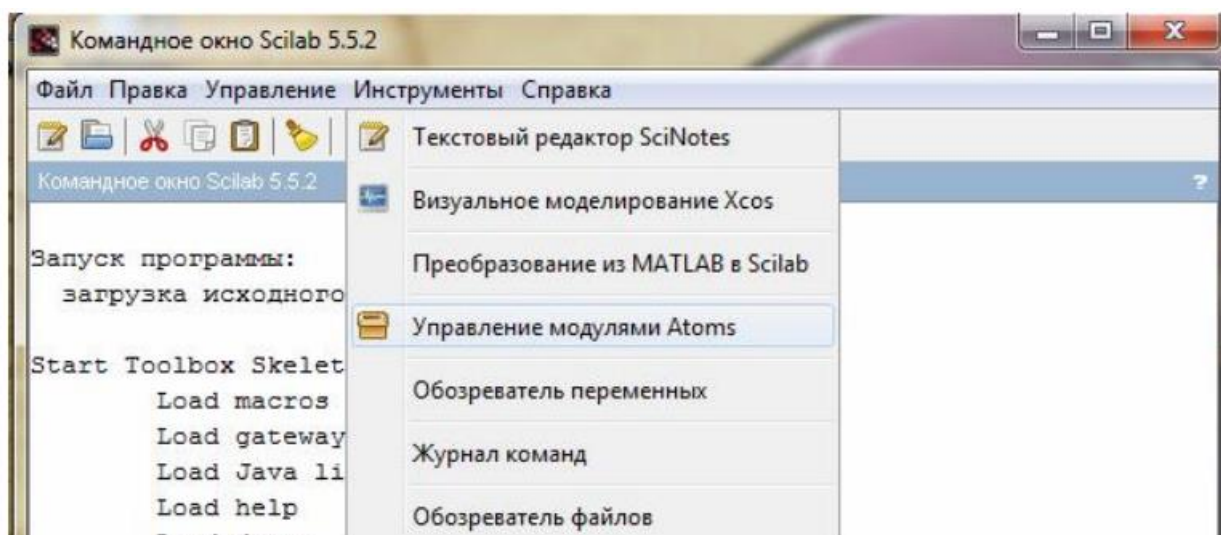 Командное окно Scilab 5.5.2
Файл Правка Управление Инструменты Справка
Текстовый редактор SciNotes
Командное окно Scilab 5.5.2 ?
Визуальное моделирование Xcos
Запуск программы:
загрузка исходного
Преобразование из MATLAB в Scilab
Управление модулями Atoms
Start Toolbox Skelet
Load macros
Обозреватель переменных
Load gateway
Load Java li
Журнал команд
Load help
Обозреватель файлов